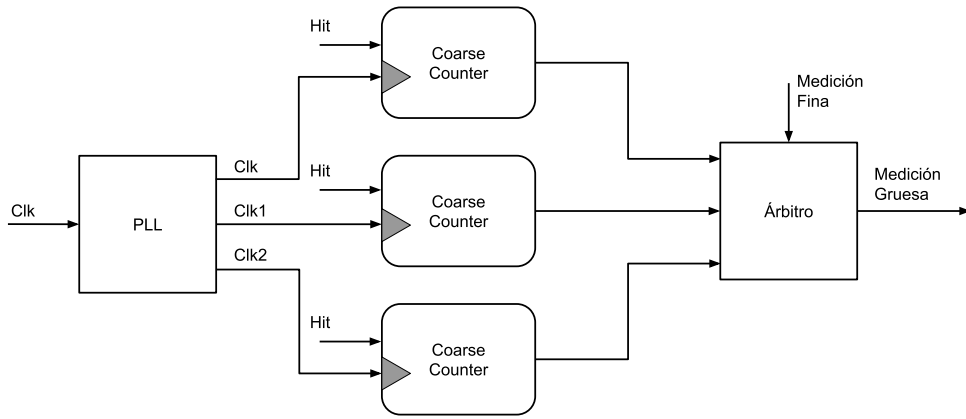 Hit
Coarse
Counter
Medición
Fina
Clk
PLL
Clk
Clk1
Clk2
Hit
Coarse
Counter
Árbitro
Medición
Gruesa
Hit
Coarse
Counter